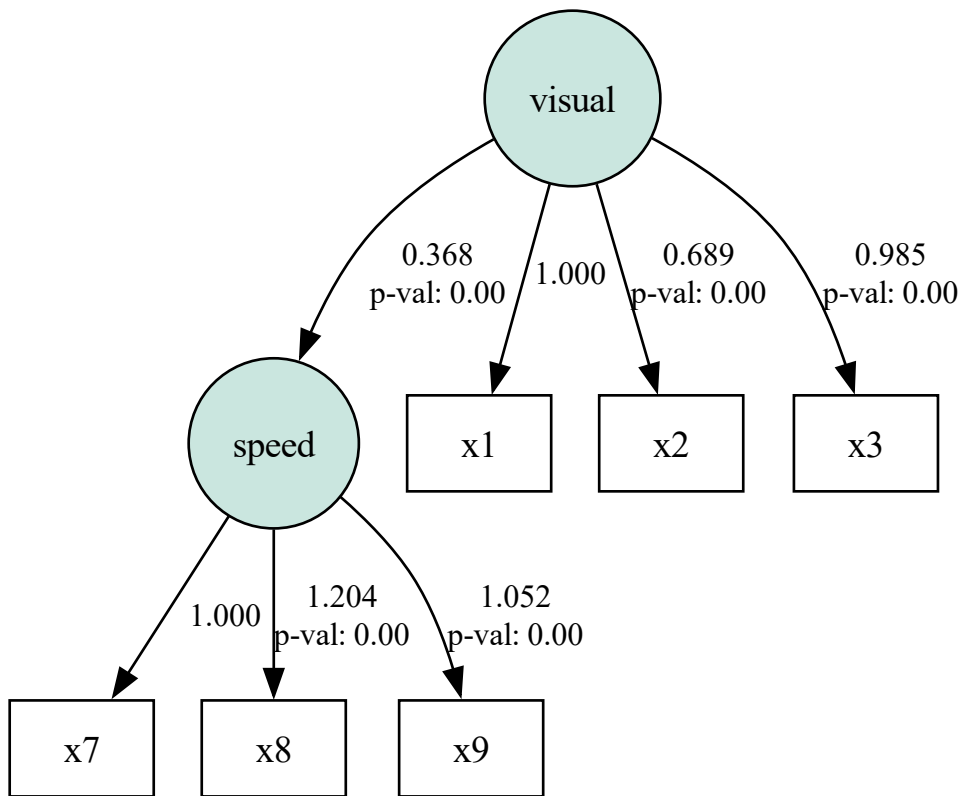 visual
0.368
p-val: 0.00
1.000
0.689
p-val: 0.00
0.985
p-val: 0.00
speed
x1
x2
x3
1.000
1.204
p-val: 0.00
1.052
p-val: 0.00
x7
x8
x9